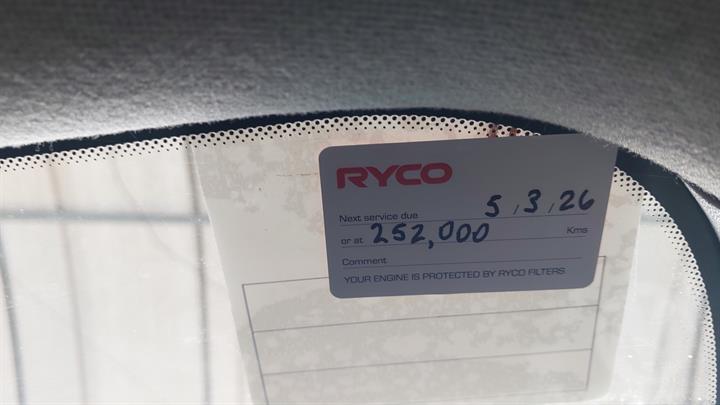 RYCO
Next service due 5/3/26
or at 252,000 Kms
Comment
YOUR ENGINE IS PROTECTED BY RYCO FILTERS